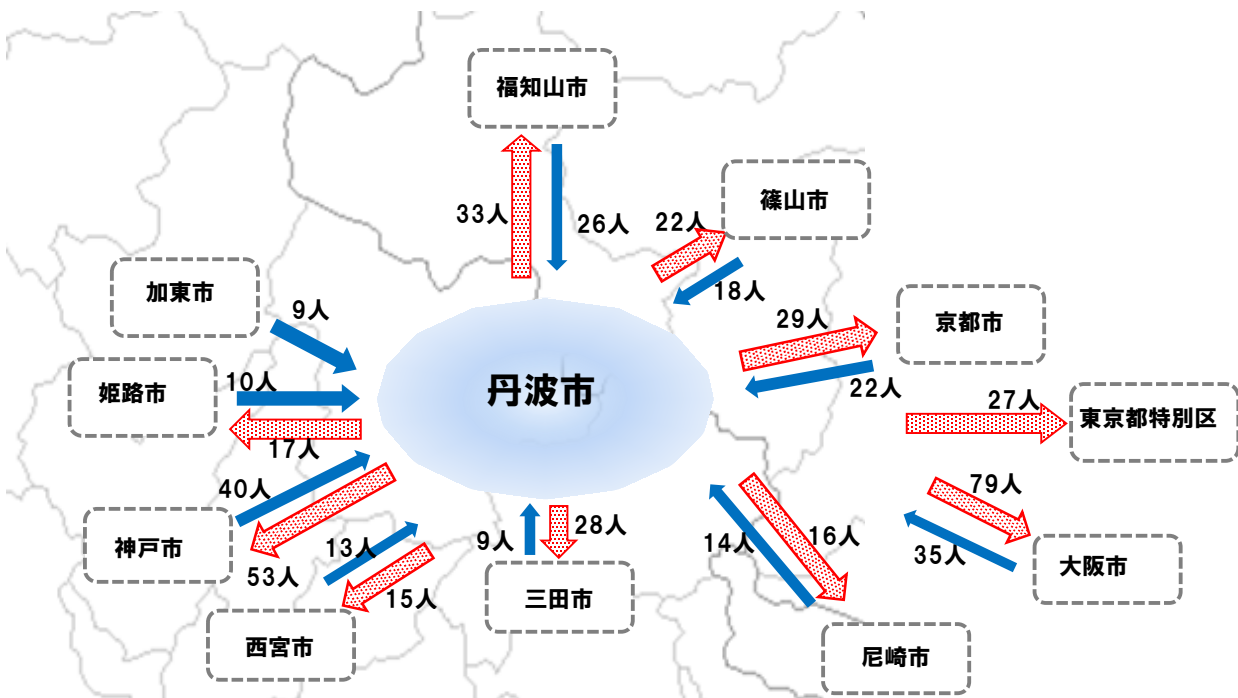 福知山市
篠山市
33人
26人
22人
18人
加東市
9人
29人
京都市
22人
姫路市
10人
丹波市
27人
東京都特別区
17人
40人
79人
神戸市
13人
9人
28人
14人
16人
35人
大阪市
53人
15人
三田市
西宮市
尼崎市